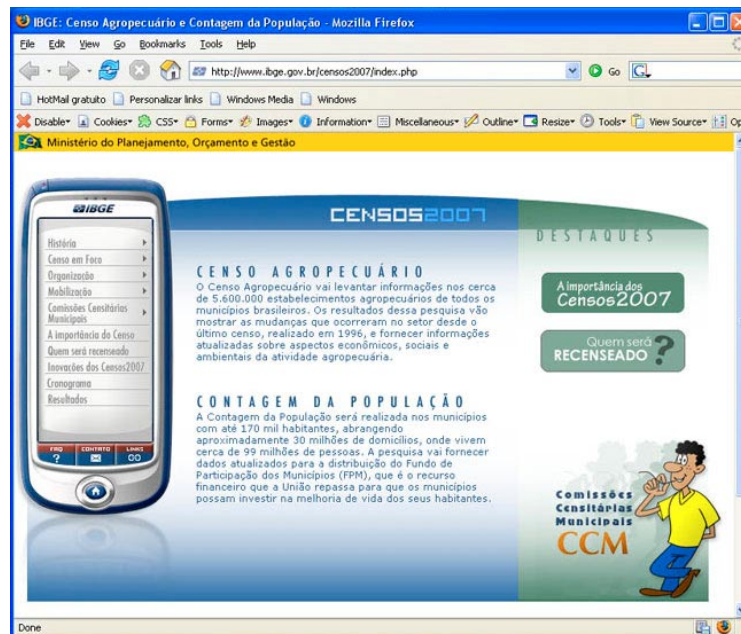 IBGE: Censo Agropecuário e Contagem da População - Mozilla Firefox
File Edit View Go Bookmarks Tools Help
http://www.ibge.gov.br/censos2007/index.php Go G
HotMail gratuito Personalizar links Windows Media Windows
Disable Cookies CSS Forms Images Information Miscellaneous Outline Resize Tools View Source Op
Ministério do Planejamento, Orçamento e Gestão
IBGE
História
Censo em Foco
Organização
Mobilização
Comissões Censitárias
Municipais
A importância do Censo
Quem será recenseado
Inovações dos Censos2007
Cronograma
Resultados
FAQ CONTATO LINKS
?
CENSOS2007
CENSO AGROPECUÁRIO
O Censo Agropecuário vai levantar informações nos cerca
de 5.600.000 estabelecimentos agropecuários de todos os
municípios brasileiros. Os resultados dessa pesquisa vão
mostrar as mudanças que ocorreram no setor desde o
último censo, realizado em 1996, e fornecer informações
atualizadas sobre aspectos econômicos, sociais e
ambientais da atividade agropecuária.
CONTAGEM DA POPULAÇÃO
A Contagem da População será realizada nos municípios
com até 170 mil habitantes, abrangendo
aproximadamente 30 milhões de domicílios, onde vivem
cerca de 99 milhões de pessoas. A pesquisa vai fornecer
dados atualizados para a distribuição do Fundo de
Participação dos Municípios (FPM), que é o recurso
financeiro que a União repassa para que os municípios
possam investir na melhoria de vida dos seus habitantes.
DESTAQUES
A importância dos
Censos2007
Quem será
RECENSEADO?
Comissões
Censitárias
Municipais
CCM
Done